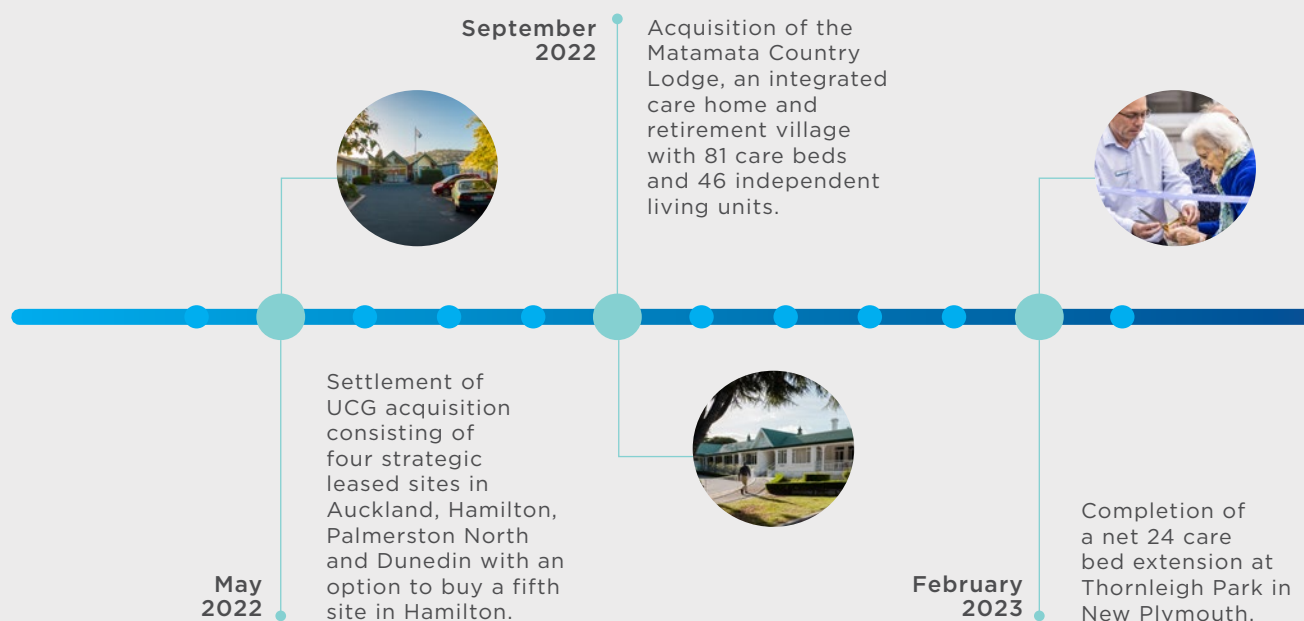 September
2022
Acquisition of the
Matamata Country
Lodge, an integrated
care home and
retirement village
with 81 care beds
and 46 independent
living units.
May
2022
Settlement of
UCG acquisition
consisting of
four strategic
leased sites in
Auckland, Hamilton,
Palmerston North
and Dunedin with an
option to buy a fifth
site in Hamilton.
February
2023
Completion of
a net 24 care
bed extension at
Thornleigh Park in
New Plymouth.